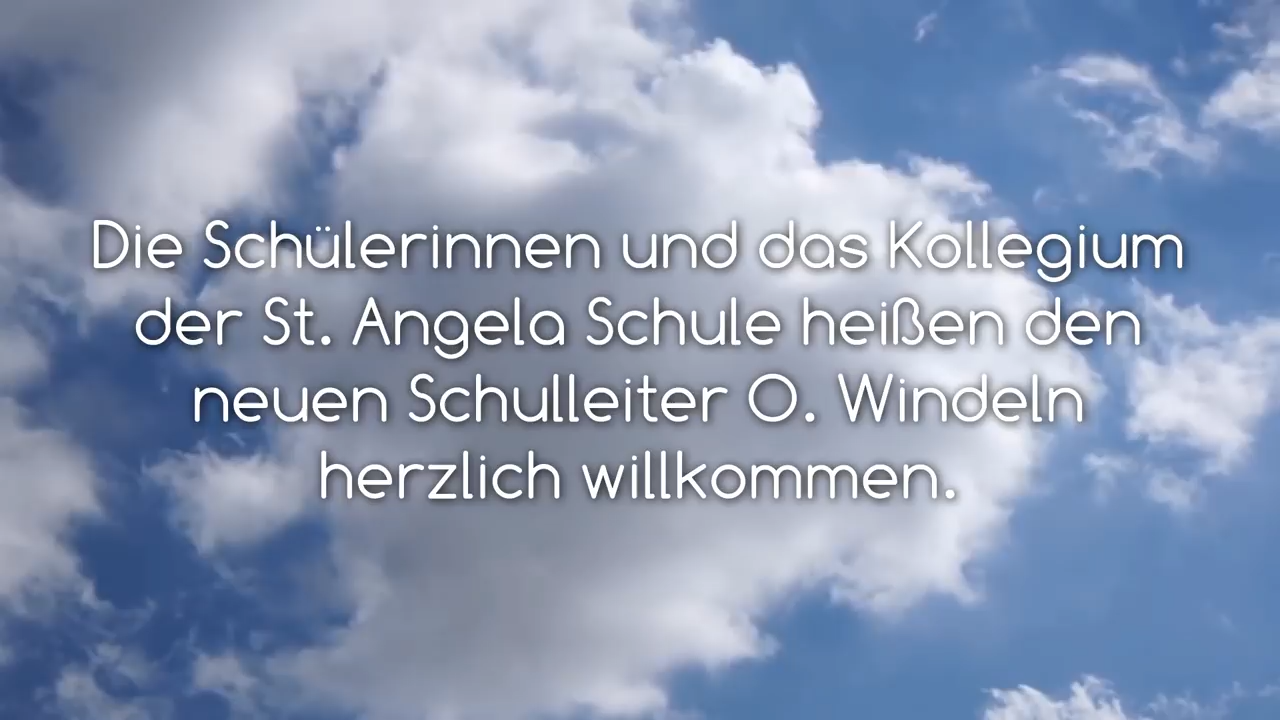 Die Schülerinnen und das Kollegium
der St. Angela Schule heißen den
neuen Schulleiter O. Windeln
herzlich willkommen.